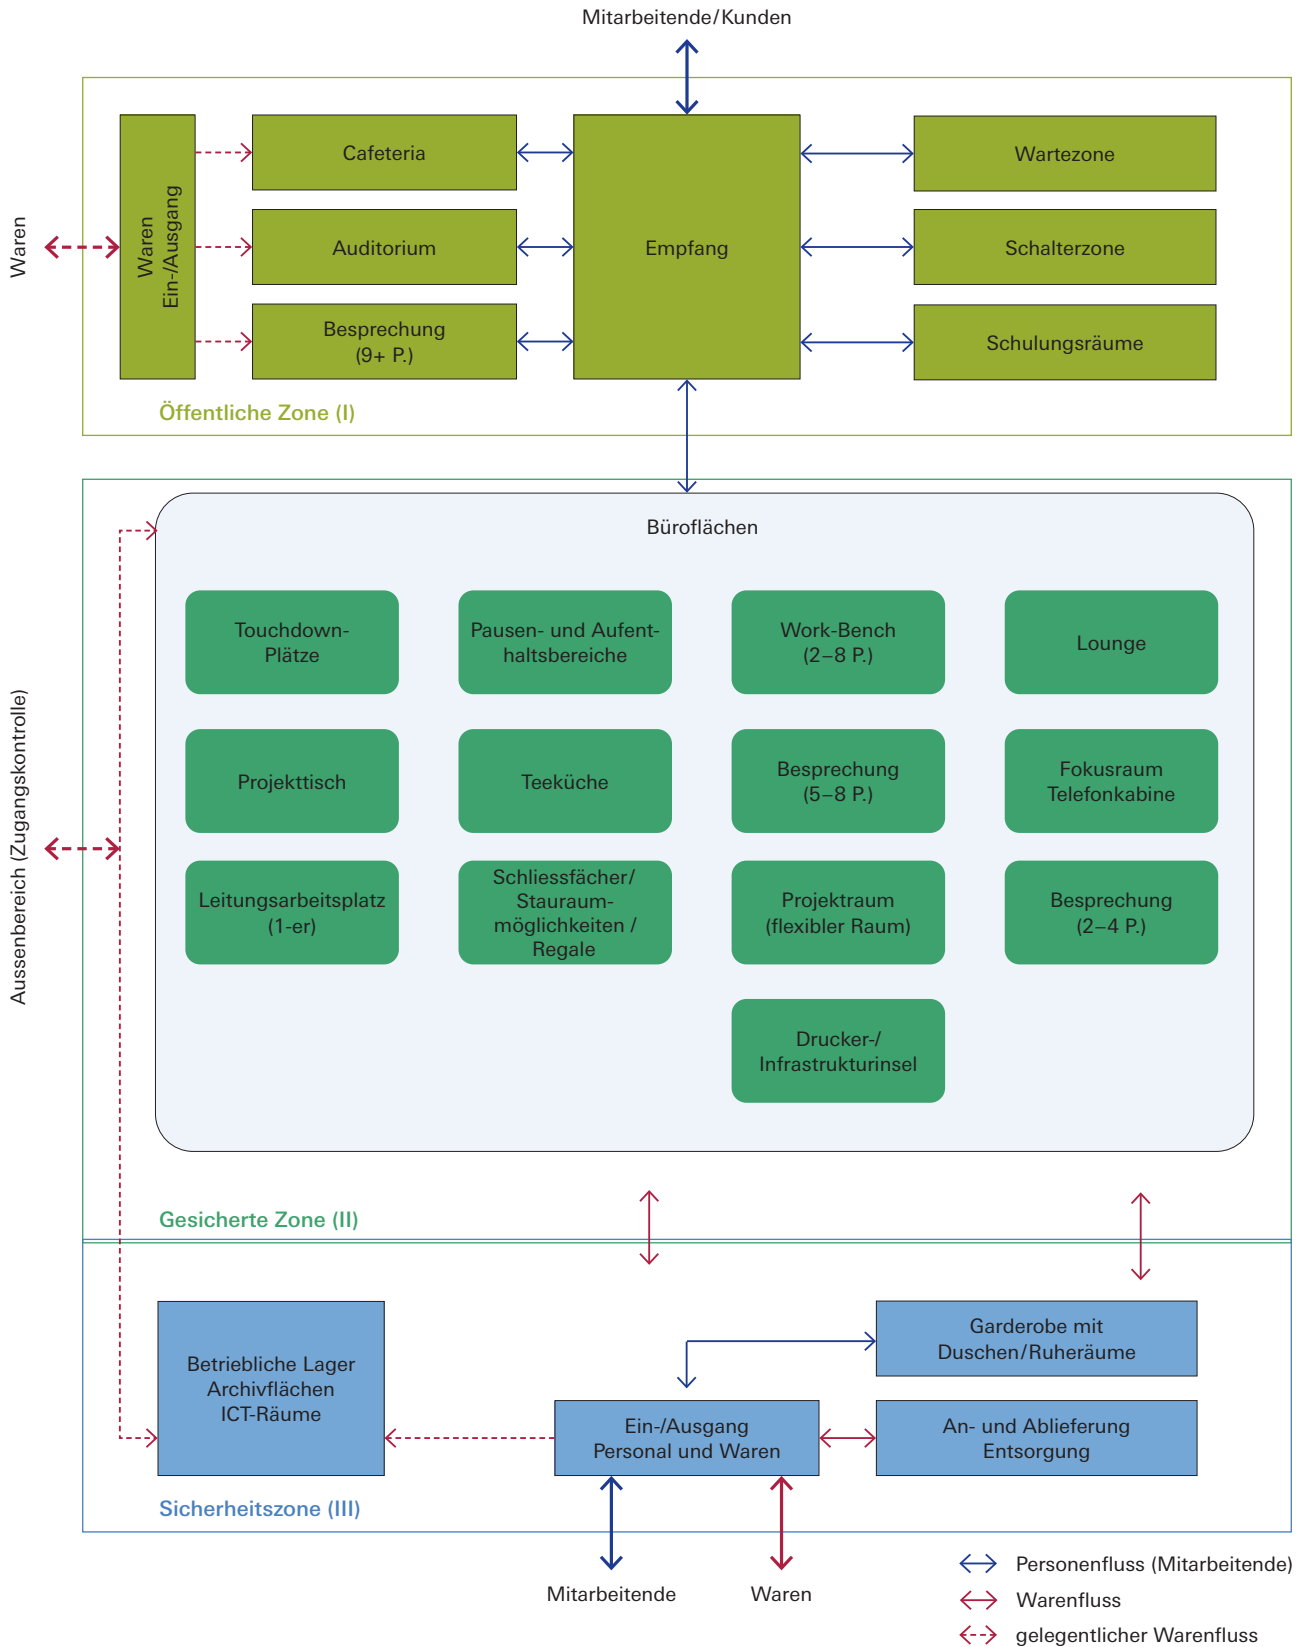 Mitarbeitende/Kunden
Waren
Waren
Ein-/Ausgang
Cafeteria
Auditorium
Besprechung
(9+ P.)
Empfang
Wartezone
Schalterzone
Schulungsräume
Öffentliche Zone (I)
Aussenbereich (Zugangskontrolle)
Büroflächen
Touchdown-
Plätze
Pausen- und Aufent-
haltsbereiche
Work-Bench
(2–8 P.)
Lounge
Projekttisch
Teeküche
Besprechung
(5–8 P.)
Fokusraum
Telefonkabine
Leitungsarbeitsplatz
(1-er)
Schliessfächer/
Stauraum-
möglichkeiten /
Regale
Projektraum
(flexibler Raum)
Besprechung
(2–4 P.)
Drucker-/
Infrastrukturinsel
Gesicherte Zone (II)
Betriebliche Lager
Archivflächen
ICT-Räume
Garderobe mit
Duschen/Ruheräume
Ein-/Ausgang
Personal und Waren
An- und Ablieferung
Entsorgung
Sicherheitszone (III)
Mitarbeitende
Waren
Personenfluss (Mitarbeitende)
Warenfluss
gelegentlicher Warenfluss